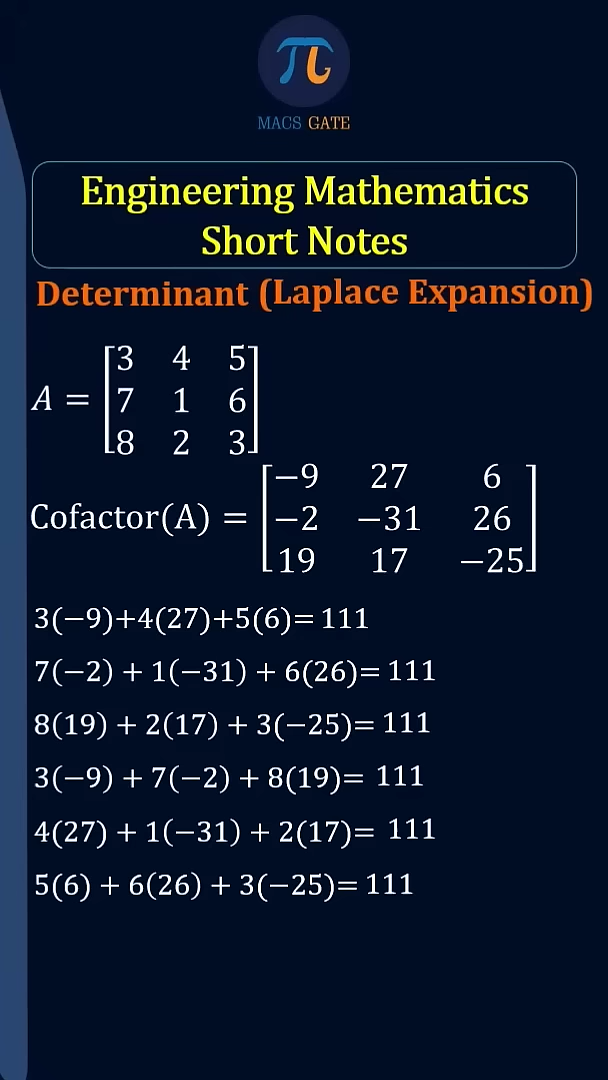 MACS GATE
Engineering Mathematics
Short Notes
Determinant (Laplace Expansion)
A = [3 4 5
7 1 6
8 2 3]
Cofactor(A) = [−9 27 6
−2 −31 26
19 17 −25]
3(−9)+4(27)+5(6)= 111
7(−2) + 1(−31) + 6(26)= 111
8(19) + 2(17) + 3(−25)= 111
3(−9) + 7(−2) + 8(19)= 111
4(27) + 1(−31) + 2(17)= 111
5(6) + 6(26) + 3(−25)= 111